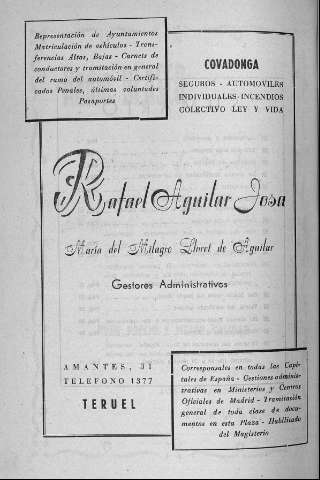 Representación de Ayuntamientos
Matriculación de vehículos - Trans-
ferencias Altas, Bajas - Carnets de
conductores y tramitación en general
del ramo del automóvil - Certifi-
cados Penales, últimas voluntades
Pasaportes
COVADONGA
SEGUROS - AUTOMOVILES
INDIVIDUALES-INCENDIOS
COLECTIVO LEY Y VIDA
Rafael Aguilar Josa
María del Milagro Lloret de Aguilar
Gestores Administrativos
AMANTES, 31
TELEFONO 1377
TERUEL
Corresponsales en todas las Capi-
tales de España - Gestiones adminis-
trativas en Ministerios y Centros
Oficiales de Madrid - Tramitación
general de toda clase de docu-
mentos en esta Plaza - Habilitado
del Magisterio